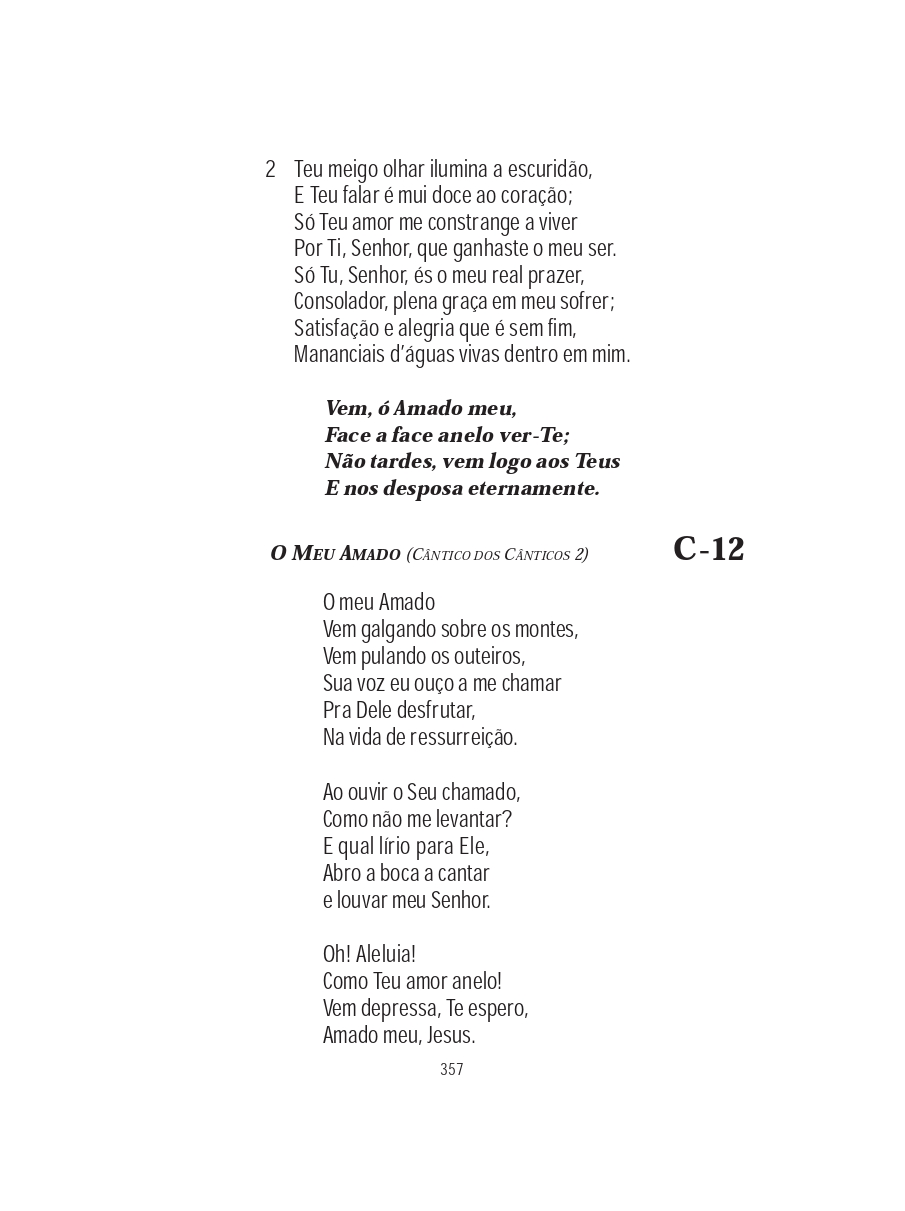 2 Teu meigo olhar ilumina a escuridão,
E Teu falar é mui doce ao coração;
Só Teu amor me constrange a viver
Por Ti, Senhor, que ganhaste o meu ser.
Só Tu, Senhor, és o meu real prazer,
Consolador, plena graça em meu sofrer;
Satisfação e alegria que é sem fim,
Mananciais d’águas vivas dentro em mim.
Vem, ó Amado meu,
Face a face anelo ver-Te;
Não tardes, vem logo aos Teus
E nos desposa eternamente.
O MEU AMADO (CÂNTICO DOS CÂNTICOS 2) C-12
O meu Amado
Vem galgando sobre os montes,
Vem pulando os outeiros,
Sua voz eu ouço a me chamar
Pra Dele desfrutar,
Na vida de ressurreição.
Ao ouvir o Seu chamado,
Como não me levantar?
E qual lírio para Ele,
Abro a boca a cantar
e louvar meu Senhor.
Oh! Aleluia!
Como Teu amor anelo!
Vem depressa, Te espero,
Amado meu, Jesus.
357